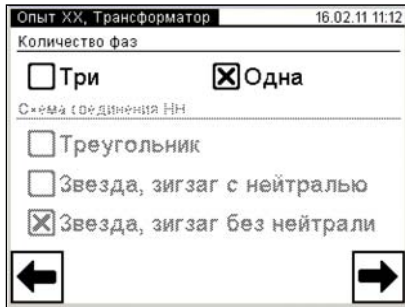 Опыт ХХ, Трансформатор 16.02.11 11:12
Количество фаз
Три Одна
Схема соединения НН
Треугольник
Звезда, зигзаг с нейтралью
Звезда, зигзаг без нейтрали